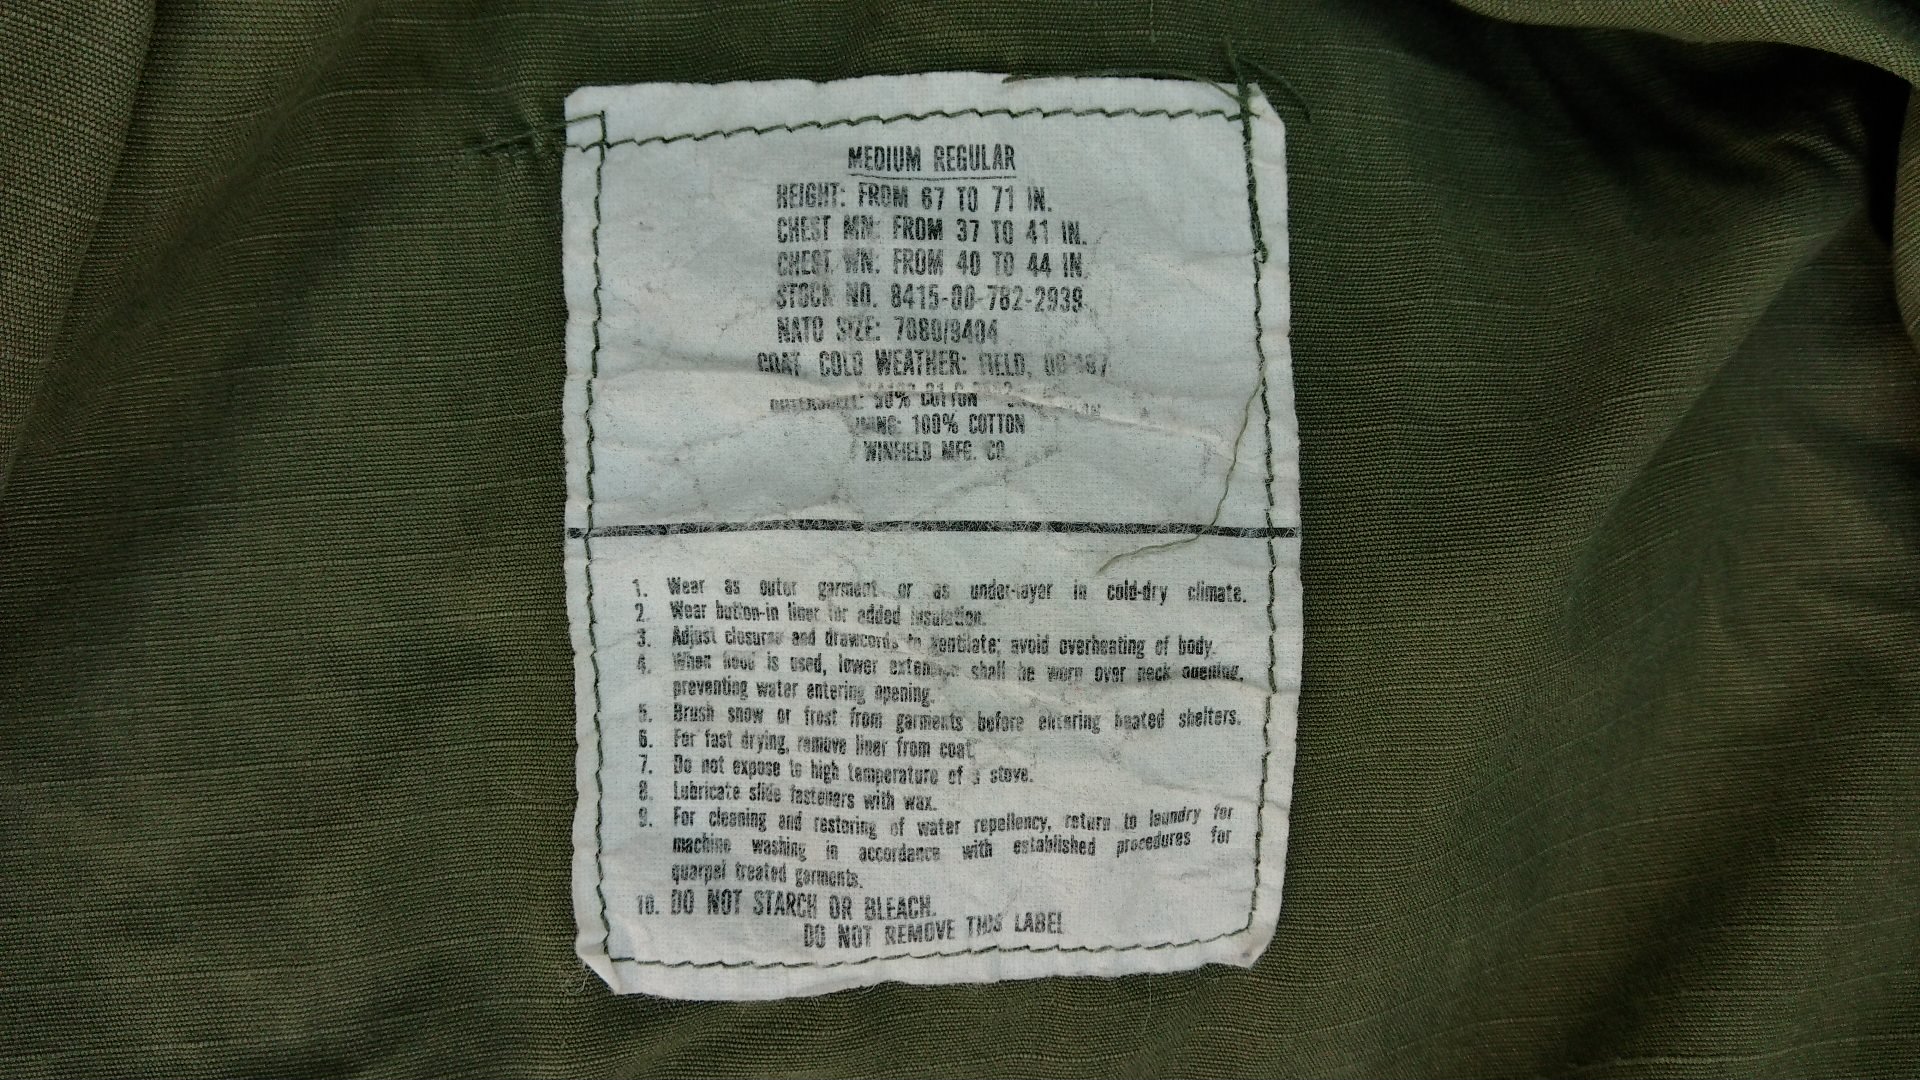 MEDIUM REGULAR
HEIGHT: FROM 67 TO 71 IN.
CHEST MN: FROM 37 TO 41 IN.
CHEST WN: FROM 40 TO 44 IN.
STOCK NO. 8415-00-782-2939
NATO SIZE: 7080/9404
COAT, COLD WEATHER: FIELD,
50% COTTON
100% COTTON
WINFIELD MFG. CO.
1. Wear as outer garment or as under-layer in cold-dry climate.
2. Wear button-in liner for added insulation.
3. Adjust closures and drawcords to ventilate; avoid overheating of body.
4. When hood is used, lower extension shall be worn over neck opening,
preventing water entering opening.
5. Brush snow or frost from garments before entering heated shelters.
6. For fast drying, remove liner from coat
7. Do not expose to high temperature of a stove.
8. Lubricate slide fasteners with wax.
9. For cleaning and restoring of water repellency, return to laundry for
machine washing in accordance with established procedures for
quarpel treated garments.
10. DO NOT STARCH OR BLEACH.
DO NOT REMOVE THIS LABEL